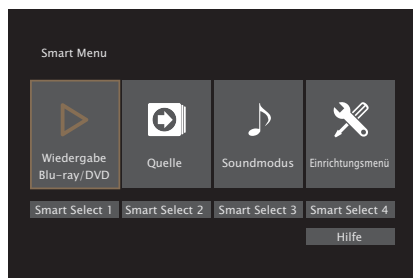 Smart Menu
Wiedergabe
Blu-ray/DVD
Quelle
Soundmodus
Einrichtungsmenü
Smart Select 1
Smart Select 2
Smart Select 3
Smart Select 4
Hilfe